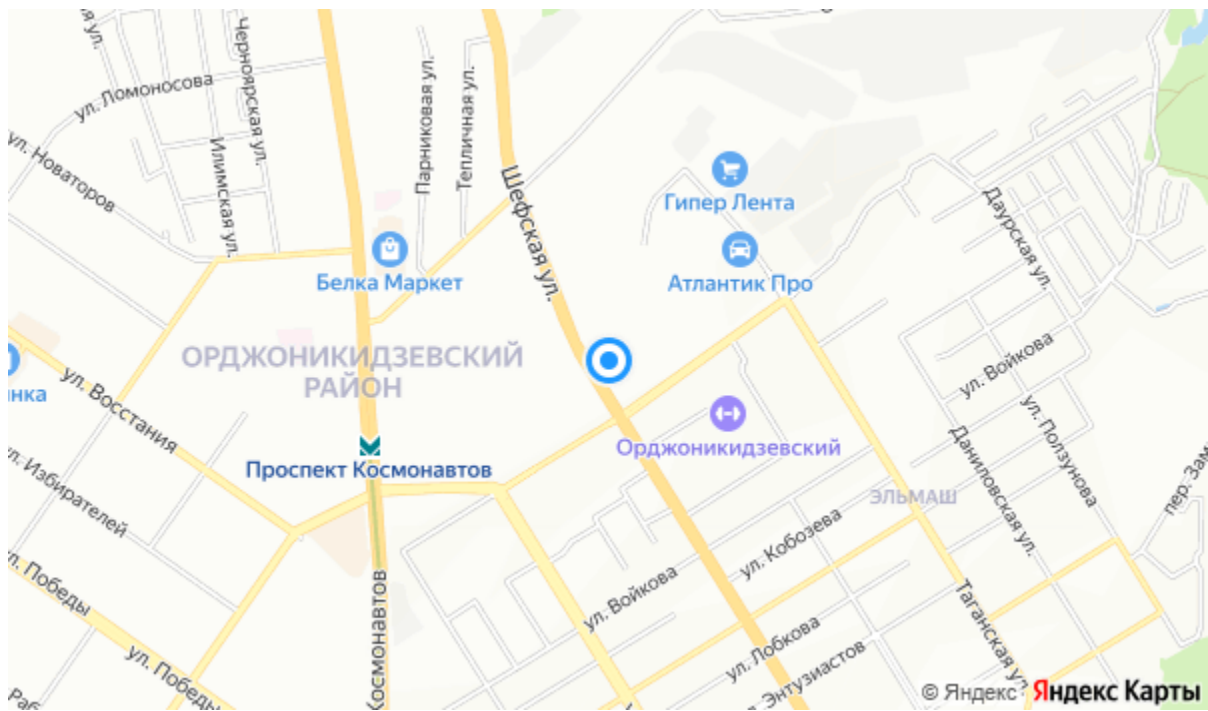 Черноярская ул.
ул. Ломоносова
Парниковая ул.
Тепличная ул.
ул. Новаторов
Илимская ул.
Шефская ул.
Гипер Лента
Даурская ул.
Белка Маркет
Атлантик Про
ОРДЖОНИКИДЗЕВСКИЙ
РАЙОН
ул. Восстания
ул. Войкова
Орджоникидзевский
ул. Ползунова
Проспект Космонавтов
ул. Избирателей
ЭЛЬМАШ
Даниловская ул.
ул. Кобозева
ул. Победы
ул. Войкова
Космонавтов
Таганская ул.
ул. Лобкова
ул. Победы
Энтузиастов
© Яндекс Яндекс Карты